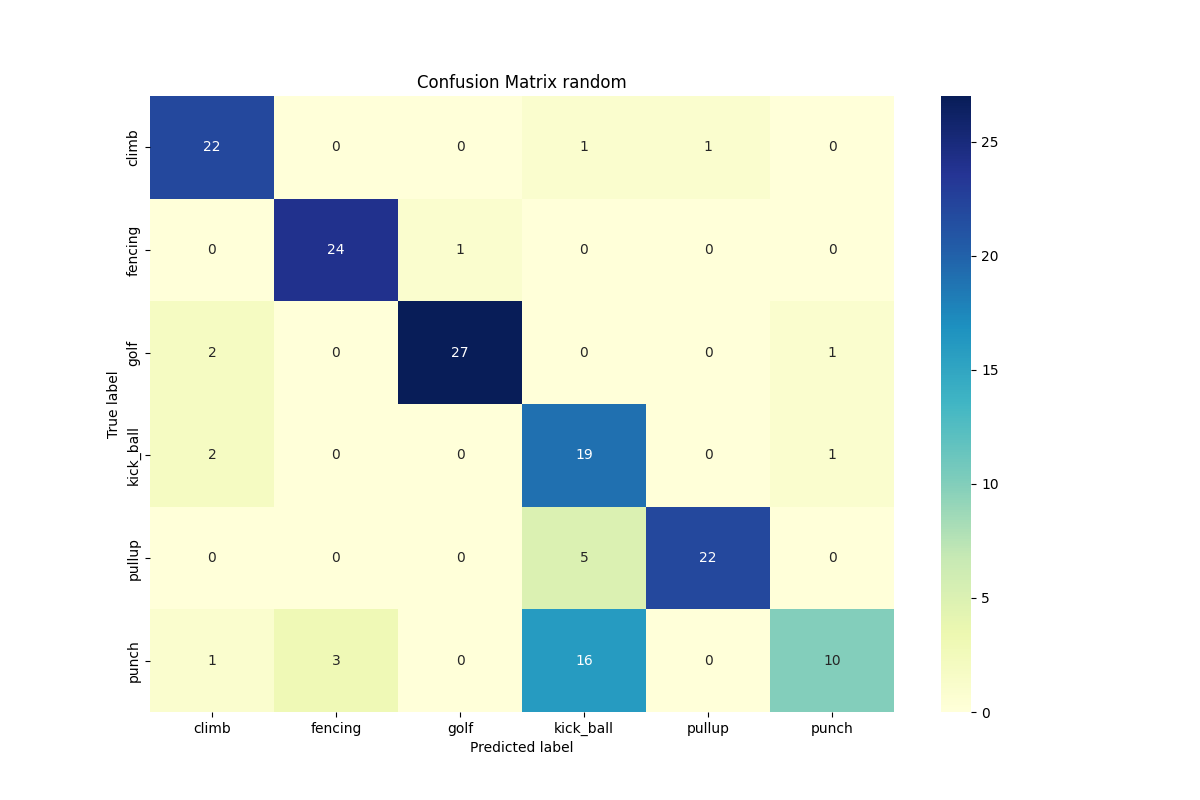 Confusion Matrix random
climb 22 0 0 1 1 0
fencing 0 24 1 0 0 0
golf 2 0 27 0 0 1
kick_ball 2 0 0 19 0 1
pullup 0 0 0 5 22 0
punch 1 3 0 16 0 10
True label
climb fencing golf kick_ball pullup punch
Predicted label
25
20
15
10
5
0